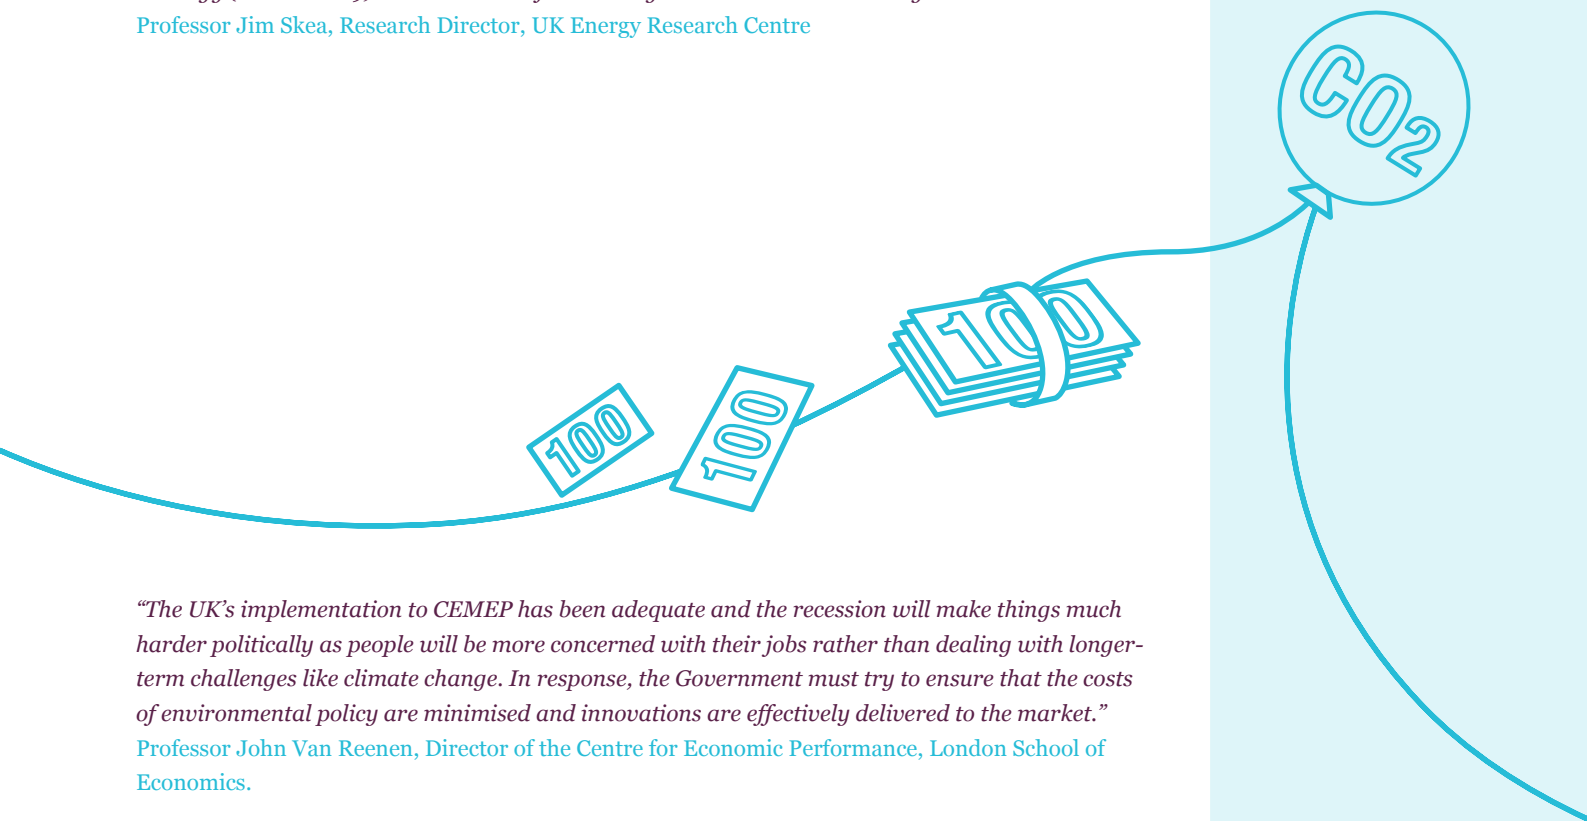 Professor Jim Skea, Research Director, UK Energy Research Centre
CO2
100
100
100
“The UK’s implementation to CEMEP has been adequate and the recession will make things much
harder politically as people will be more concerned with their jobs rather than dealing with longer-
term challenges like climate change. In response, the Government must try to ensure that the costs
of environmental policy are minimised and innovations are effectively delivered to the market.”
Professor John Van Reenen, Director of the Centre for Economic Performance, London School of
Economics.